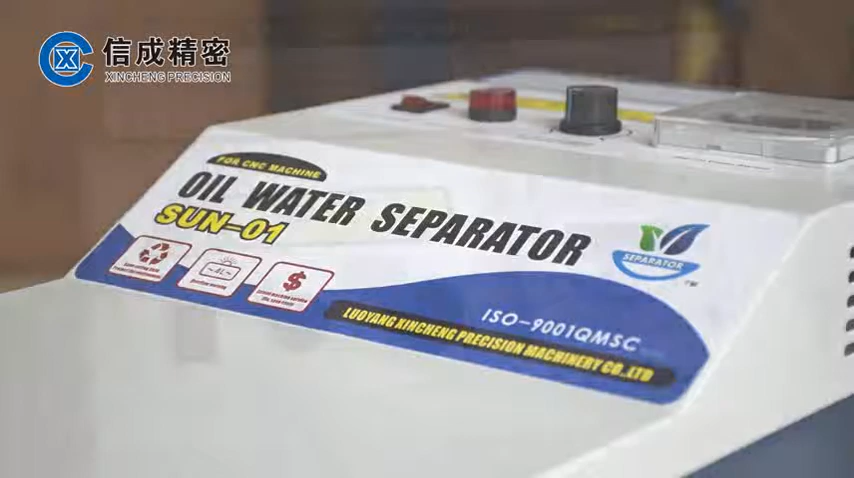 信成精密
XINCHENG PRECISION
FOR CNC MACHINE
OIL WATER SEPARATOR
SUN-01
SEPARATOR
TM
ISO-9001QMSC
LUOYANG XINCHENG PRECISION MACHINERY CO.,LTD